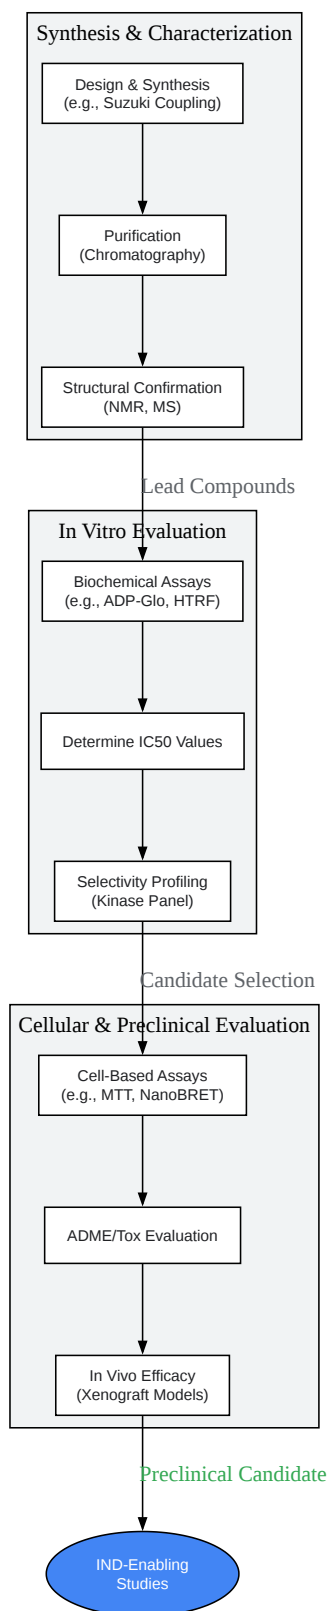 Synthesis & Characterization
Design & Synthesis
(e.g., Suzuki Coupling)
Purification
(Chromatography)
Structural Confirmation
(NMR, MS)
Lead Compounds
In Vitro Evaluation
Biochemical Assays
(e.g., ADP-Glo, HTRF)
Determine IC50 Values
Selectivity Profiling
(Kinase Panel)
Candidate Selection
Cellular & Preclinical Evaluation
Cell-Based Assays
(e.g., MTT, NanoBRET)
ADME/Tox Evaluation
In Vivo Efficacy
(Xenograft Models)
Preclinical Candidate
IND-Enabling
Studies